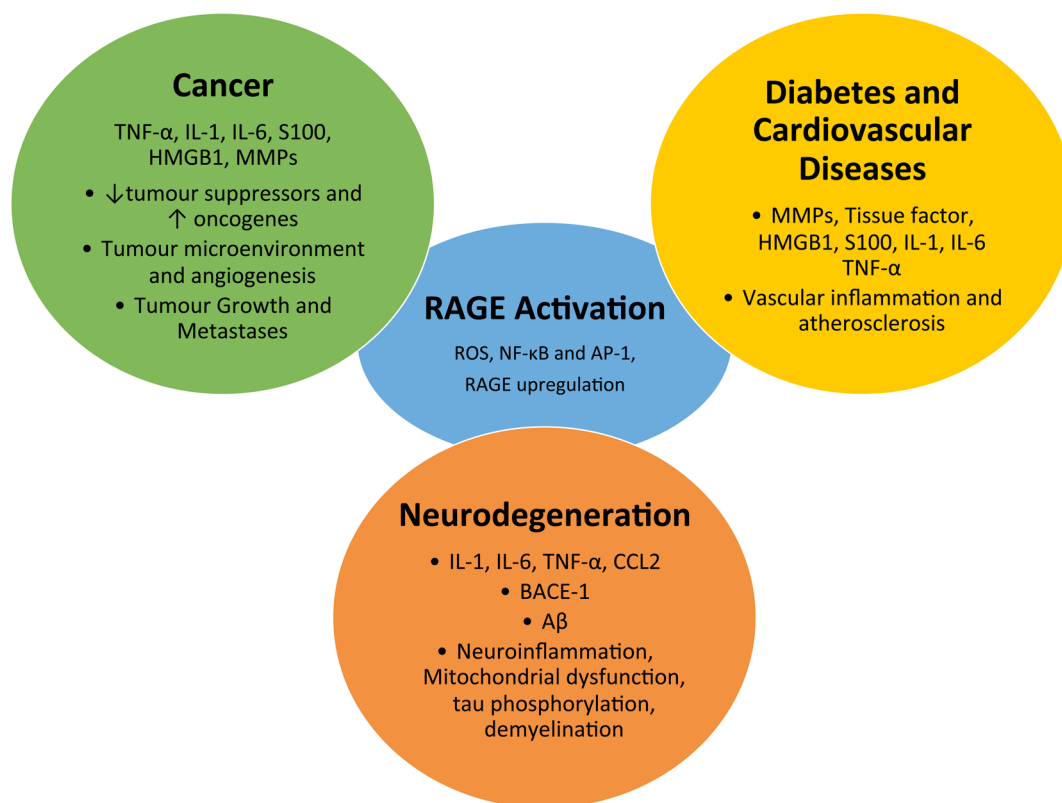 Cancer
TNF-α, IL-1, IL-6, S100,
HMGB1, MMPs
• ↓tumour suppressors and
↑ oncogenes
• Tumour microenvironment
and angiogenesis
• Tumour Growth and
Metastases
Diabetes and
Cardiovascular
Diseases
• MMPs, Tissue factor,
HMGB1, S100, IL-1, IL-6
TNF-α
• Vascular inflammation and
atherosclerosis
RAGE Activation
ROS, NF-κB and AP-1,
RAGE upregulation
Neurodegeneration
• IL-1, IL-6, TNF-α, CCL2
• BACE-1
• Aβ
• Neuroinflammation,
Mitochondrial dysfunction,
tau phosphorylation,
demyelination